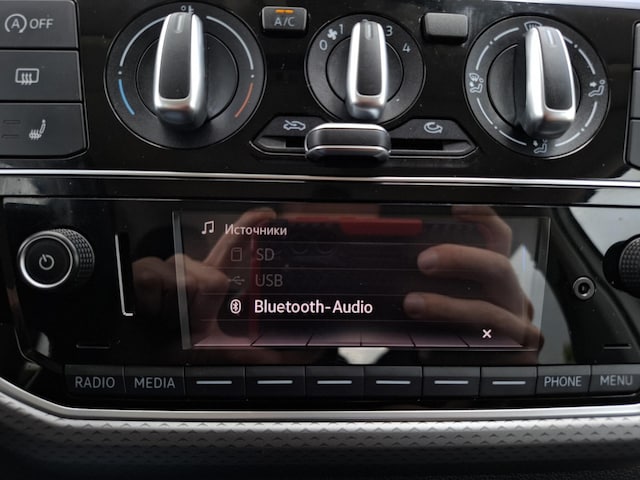 OFF
A/C
0 1 3 4
Источники
SD
USB
Bluetooth-Audio
×
RADIO MEDIA PHONE MENU